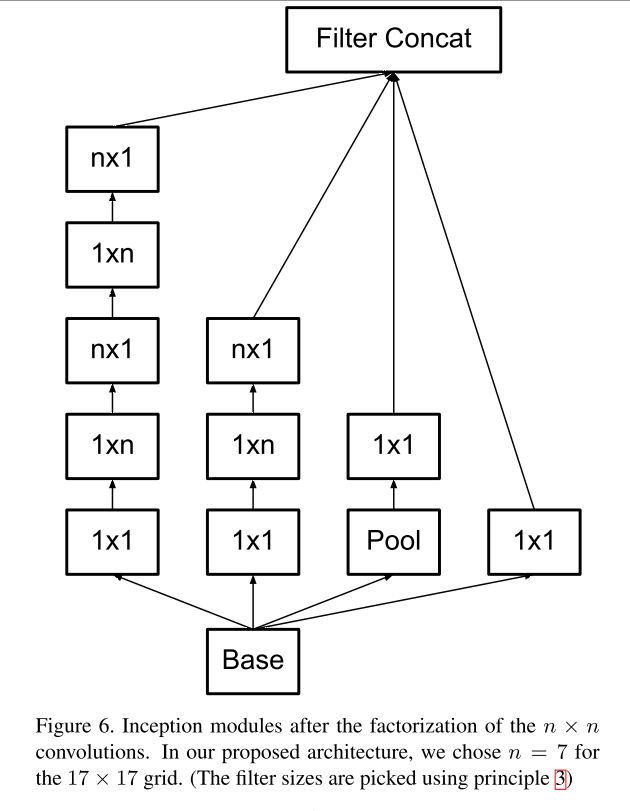 Filter Concat
nx1
1xn
nx1
nx1
1xn
1xn
1x1
1x1
1x1
Pool
1x1
Base
Figure 6. Inception modules after the factorization of the n × n
convolutions. In our proposed architecture, we chose n = 7 for
the 17 × 17 grid. (The filter sizes are picked using principle 3)